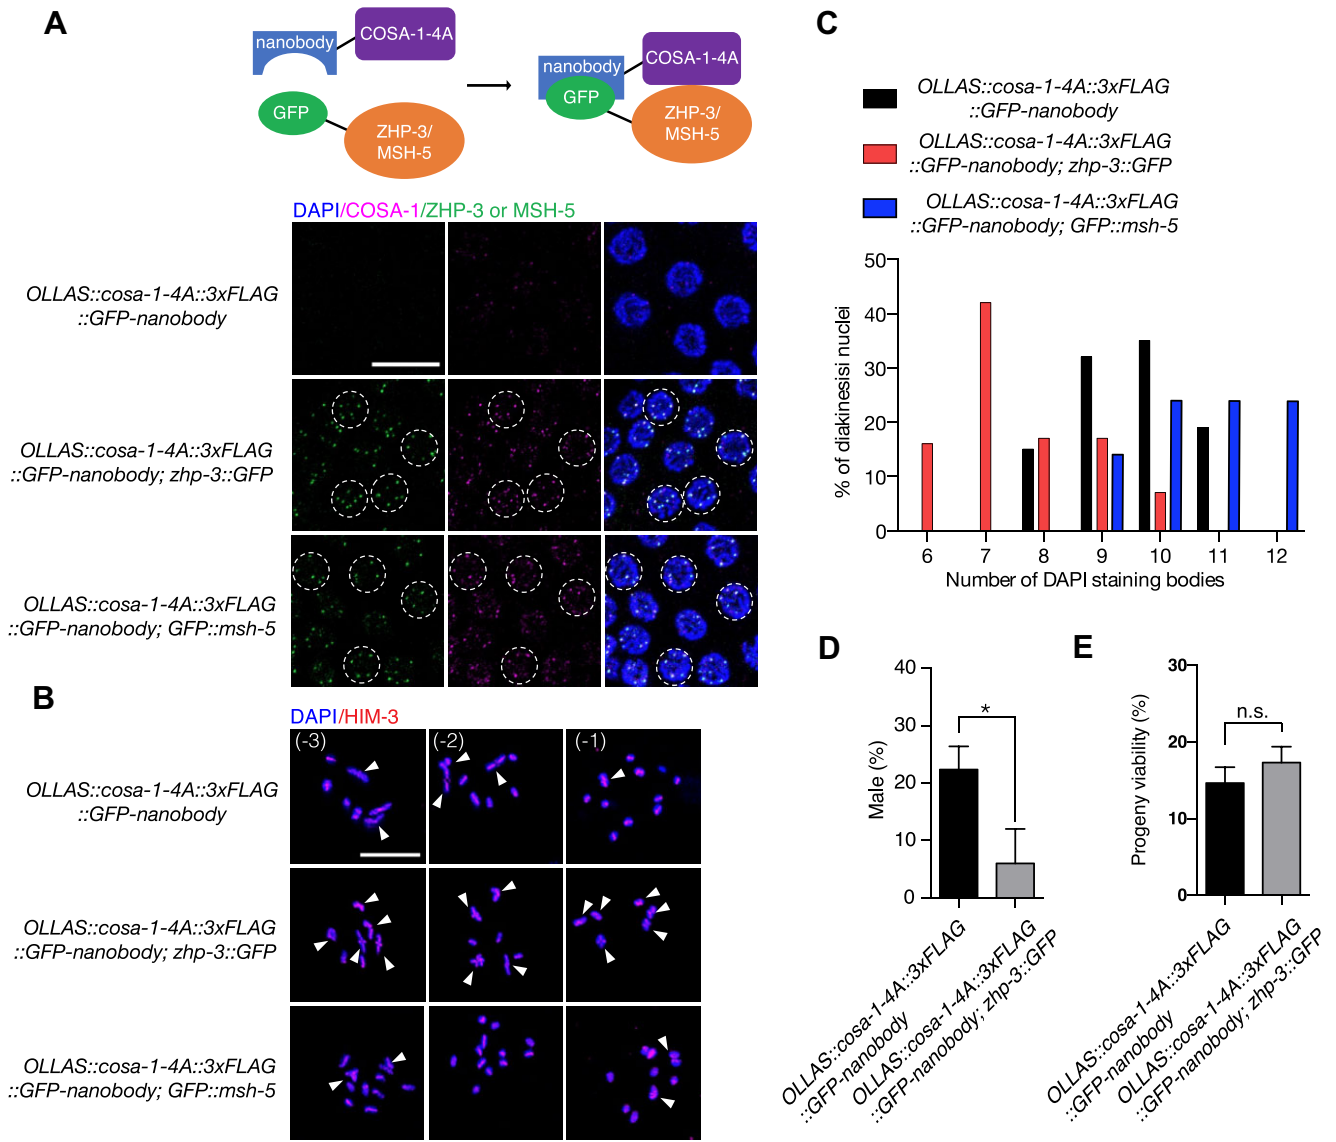 A
nanobody
COSA-1-4A
GFP
ZHP-3/
MSH-5
nanobody
COSA-1-4A
GFP
ZHP-3/
MSH-5
DAPI/COSA-1/ZHP-3 or MSH-5
OLLAS::cosa-1-4A::3xFLAG
::GFP-nanobody
OLLAS::cosa-1-4A::3xFLAG
::GFP-nanobody; zhp-3::GFP
OLLAS::cosa-1-4A::3xFLAG
::GFP-nanobody; GFP::msh-5
B
DAPI/HIM-3
(-3)
(-2)
(-1)
OLLAS::cosa-1-4A::3xFLAG
::GFP-nanobody
OLLAS::cosa-1-4A::3xFLAG
::GFP-nanobody; zhp-3::GFP
OLLAS::cosa-1-4A::3xFLAG
::GFP-nanobody; GFP::msh-5
C
OLLAS::cosa-1-4A::3xFLAG
::GFP-nanobody
OLLAS::cosa-1-4A::3xFLAG
::GFP-nanobody; zhp-3::GFP
OLLAS::cosa-1-4A::3xFLAG
::GFP-nanobody; GFP::msh-5
% of diakinesisi nuclei
50
40
30
20
10
0
6 7 8 9 10 11 12
Number of DAPI staining bodies
D
Male (%)
40
30
20
10
0
*
OLLAS::cosa-1-4A::3xFLAG
::GFP-nanobody
OLLAS::cosa-1-4A::3xFLAG
::GFP-nanobody; zhp-3::GFP
E
Progeny viability (%)
30
20
10
0
n.s.
OLLAS::cosa-1-4A::3xFLAG
::GFP-nanobody
OLLAS::cosa-1-4A::3xFLAG
::GFP-nanobody; zhp-3::GFP